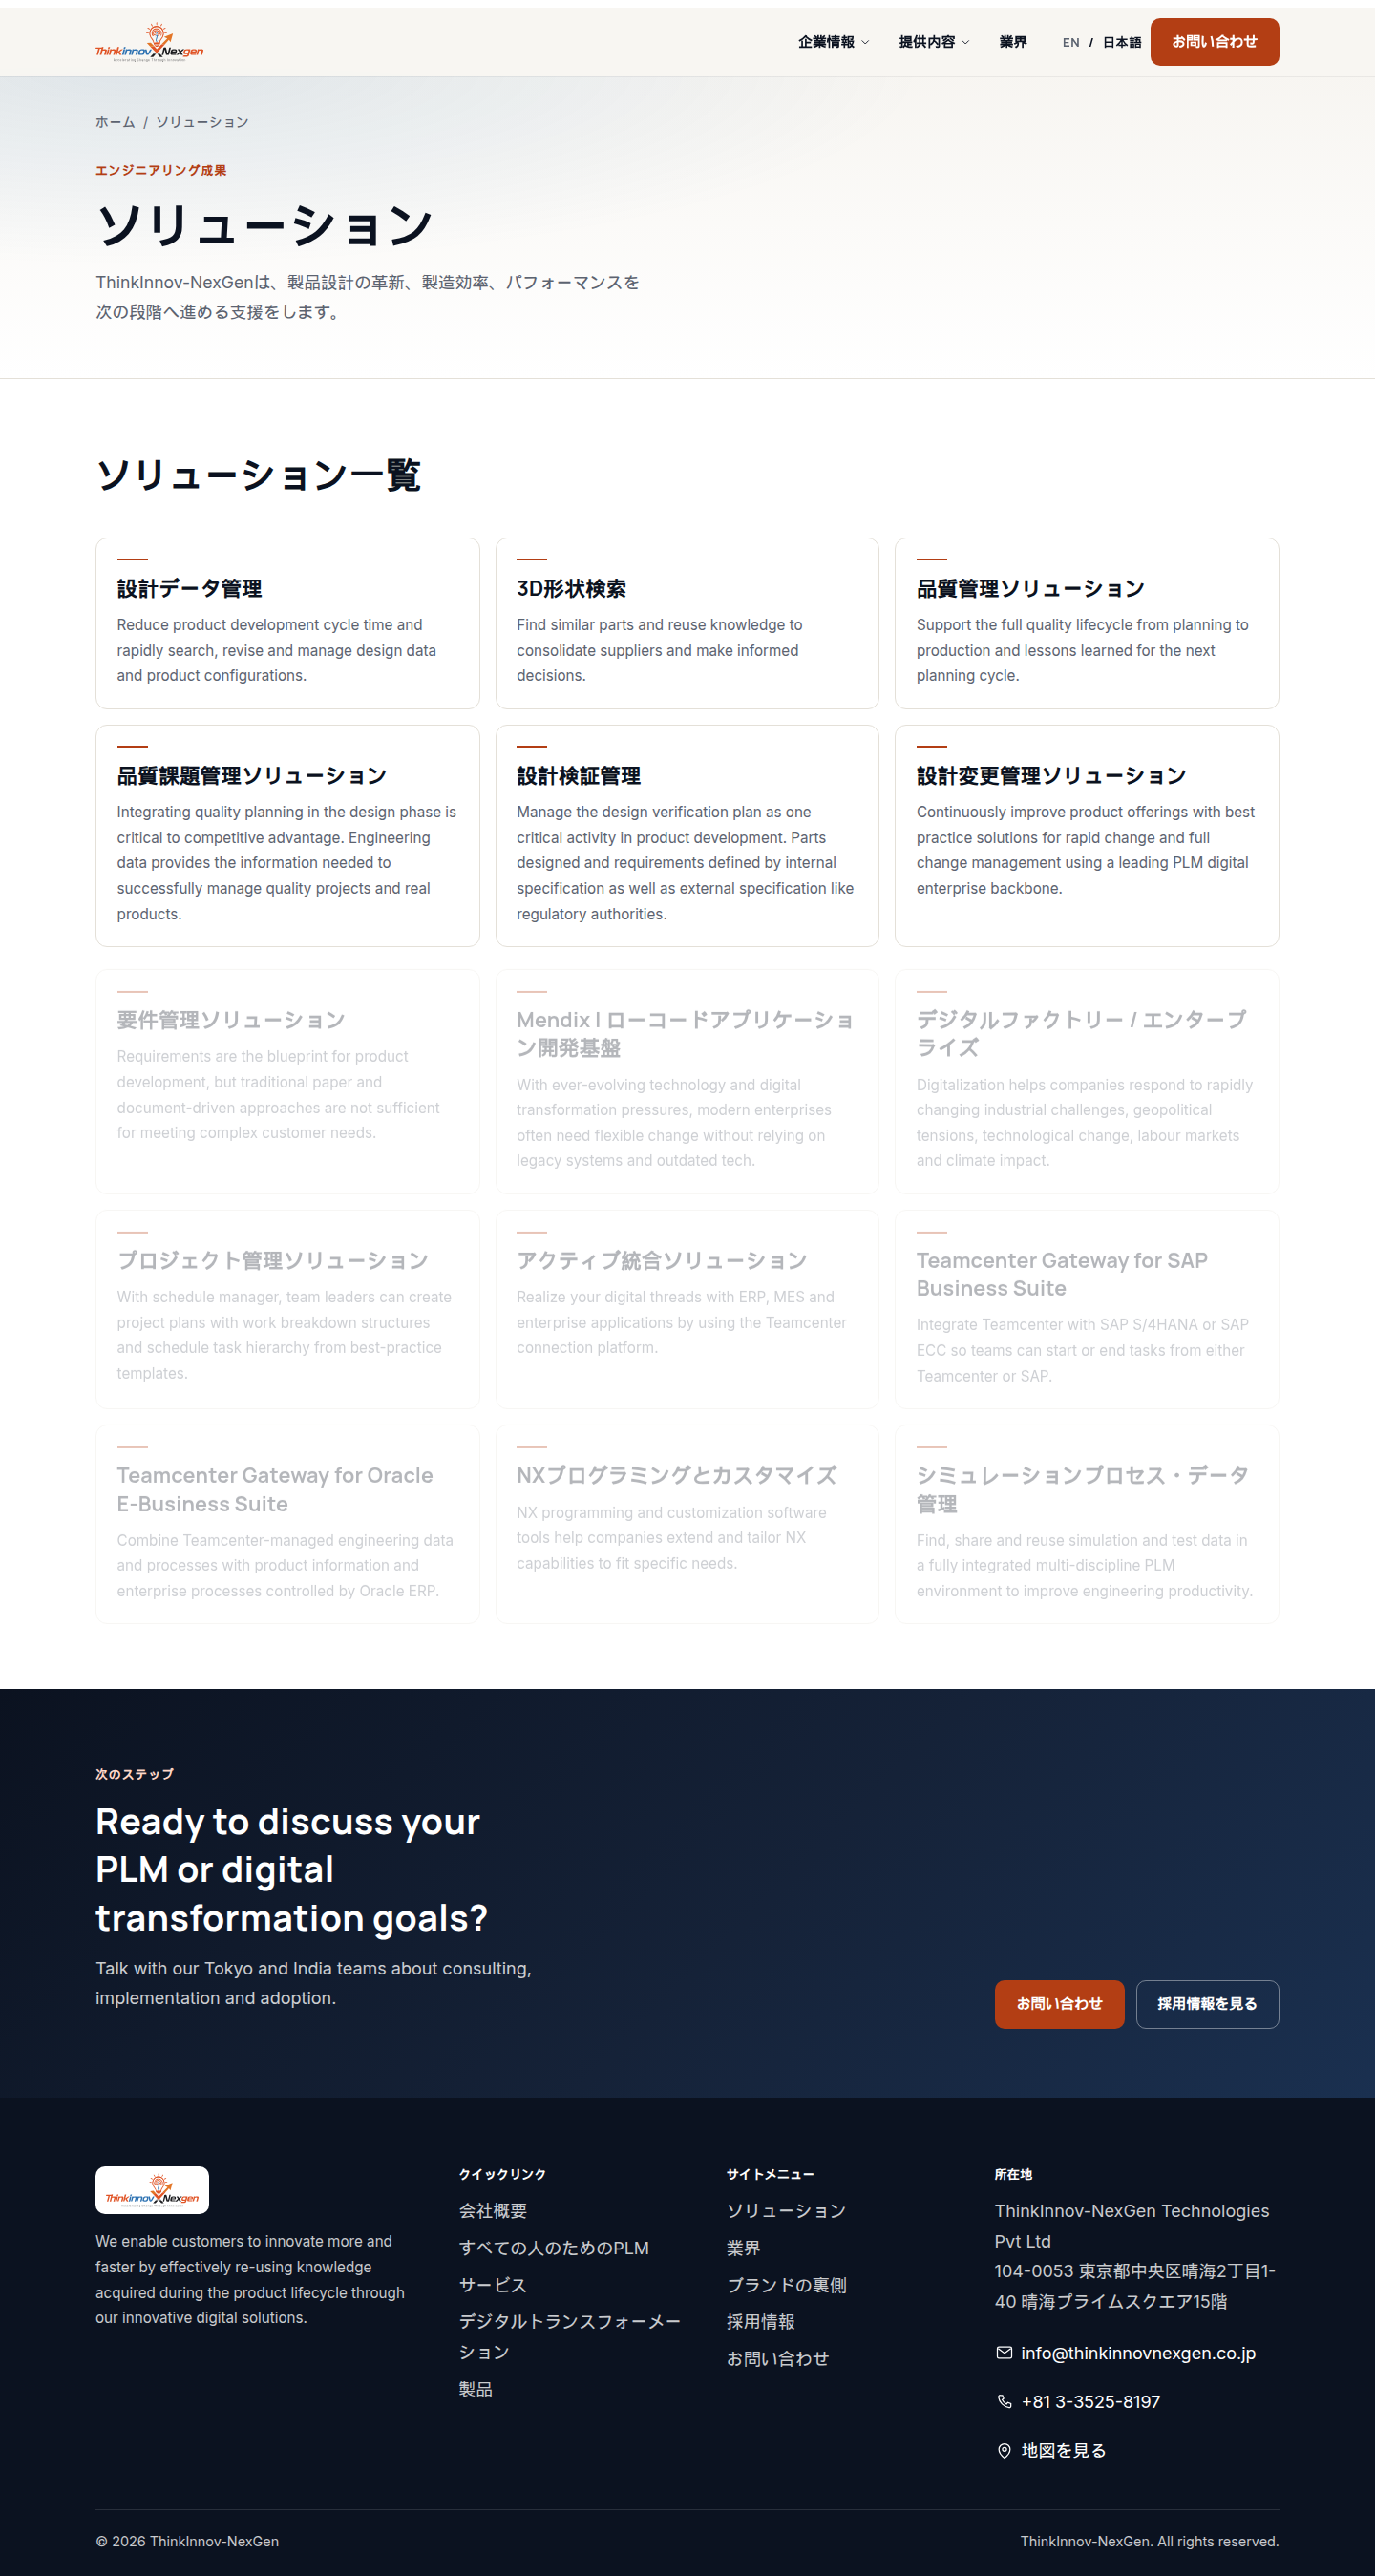 ThinkInnovXNexgen
Accelerating Change Through Innovation
企業情報
提供内容
業界
EN / 日本語
お問い合わせ
ホーム / ソリューション
エンジニアリング成果
ソリューション
ThinkInnov-NexGenは、製品設計の革新、製造効率、パフォーマンスを
次の段階へ進める支援をします。
ソリューション一覧
設計データ管理
Reduce product development cycle time and
rapidly search, revise and manage design data
and product configurations.
3D形状検索
Find similar parts and reuse knowledge to
consolidate suppliers and make informed
decisions.
品質管理ソリューション
Support the full quality lifecycle from planning to
production and lessons learned for the next
planning cycle.
品質課題管理ソリューション
Integrating quality planning in the design phase is
critical to competitive advantage. Engineering
data provides the information needed to
successfully manage quality projects and real
products.
設計検証管理
Manage the design verification plan as one
critical activity in product development. Parts
designed and requirements defined by internal
specification as well as external specification like
regulatory authorities.
設計変更管理ソリューション
Continuously improve product offerings with best
practice solutions for rapid change and full
change management using a leading PLM digital
enterprise backbone.
要件管理ソリューション
Requirements are the blueprint for product
development, but traditional paper and
document-driven approaches are not sufficient
for meeting complex customer needs.
Mendix | ローコードアプリケーショ
ン開発基盤
With ever-evolving technology and digital
transformation pressures, modern enterprises
often need flexible change without relying on
legacy systems and outdated tech.
デジタルファクトリー / エンタープ
ライズ
Digitalization helps companies respond to rapidly
changing industrial challenges, geopolitical
tensions, technological change, labour markets
and climate impact.
プロジェクト管理ソリューション
With schedule manager, team leaders can create
project plans with work breakdown structures
and schedule task hierarchy from best-practice
templates.
アクティブ統合ソリューション
Realize your digital threads with ERP, MES and
enterprise applications by using the Teamcenter
connection platform.
Teamcenter Gateway for SAP
Business Suite
Integrate Teamcenter with SAP S/4HANA or SAP
ECC so teams can start or end tasks from either
Teamcenter or SAP.
Teamcenter Gateway for Oracle
E-Business Suite
Combine Teamcenter-managed engineering data
and processes with product information and
enterprise processes controlled by Oracle ERP.
NXプログラミングとカスタマイズ
NX programming and customization software
tools help companies extend and tailor NX
capabilities to fit specific needs.
シミュレーションプロセス・データ
管理
Find, share and reuse simulation and test data in
a fully integrated multi-discipline PLM
environment to improve engineering productivity.
次のステップ
Ready to discuss your
PLM or digital
transformation goals?
Talk with our Tokyo and India teams about consulting,
implementation and adoption.
お問い合わせ
採用情報を見る
ThinkInnovXNexgen
We enable customers to innovate more and
faster by effectively re-using knowledge
acquired during the product lifecycle through
our innovative digital solutions.
クイックリンク
会社概要
すべての人のためのPLM
サービス
デジタルトランスフォーメー
ション
製品
サイトメニュー
ソリューション
業界
ブランドの裏側
採用情報
お問い合わせ
所在地
ThinkInnov-NexGen Technologies
Pvt Ltd
104-0053 東京都中央区晴海2丁目1-
40 晴海プライムスクエア15階
info@thinkinnovnexgen.co.jp
+81 3-3525-8197
地図を見る
© 2026 ThinkInnov-NexGen
ThinkInnov-NexGen. All rights reserved.